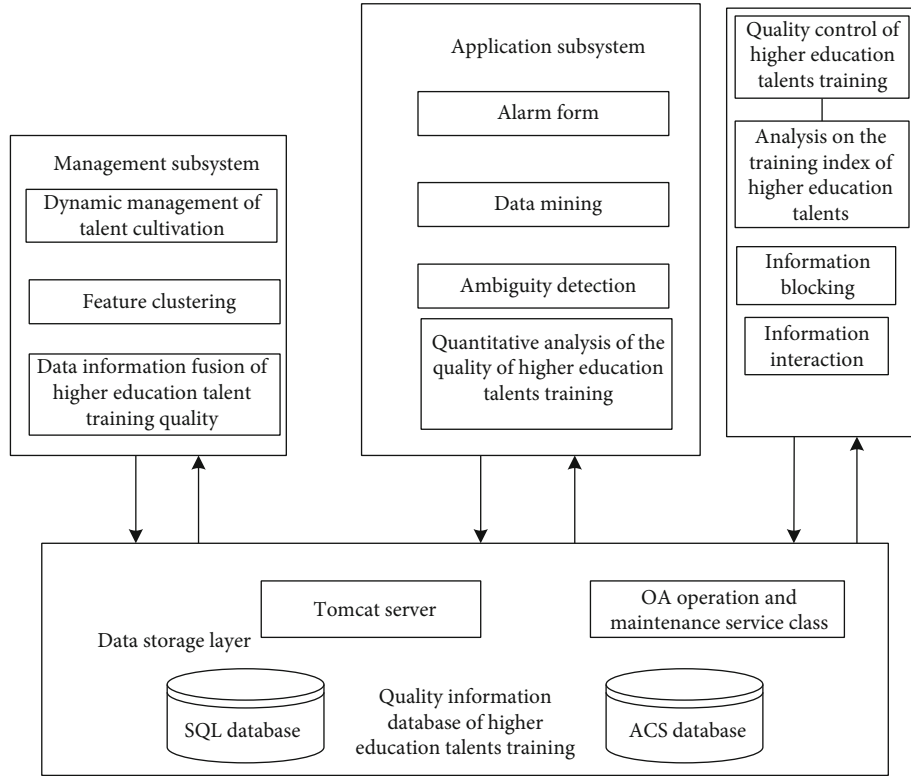 Management subsystem
Dynamic management of
talent cultivation
Feature clustering
Data information fusion of
higher education talent
training quality
Application subsystem
Alarm form
Data mining
Ambiguity detection
Quantitative analysis of the
quality of higher education
talents training
Quality control of
higher education
talents training
Analysis on the
training index of
higher education
talents
Information
blocking
Information
interaction
Tomcat server
OA operation and
maintenance service class
Data storage layer
SQL database
Quality information
database of higher
education talents training
ACS database